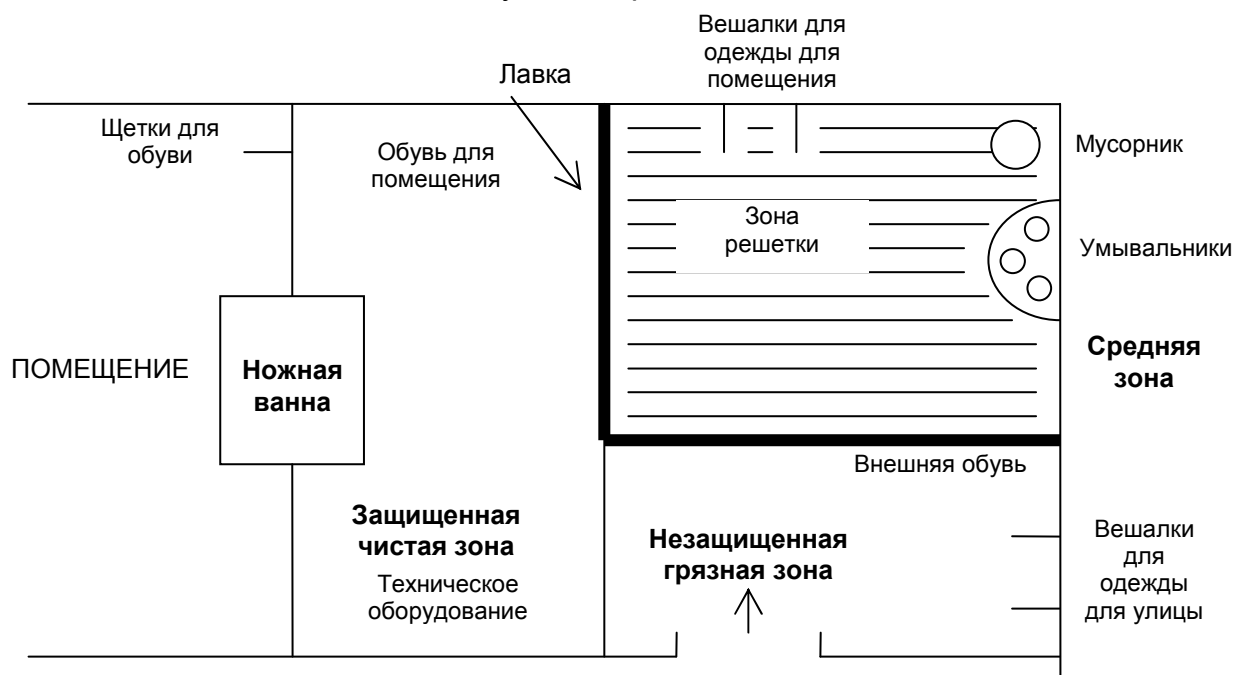 Вешалки для
одежды для
помещения
Лавка
Щетки для
обуви
Обувь для
помещения
Мусорник
Зона
решетки
Умывальники
Средняя
зона
ПОМЕЩЕНИЕ
Ножная
ванна
Внешняя обувь
Защищенная
чистая зона
Техническое
оборудование
Незащищенная
грязная зона
Вешалки
для
одежды
для улицы